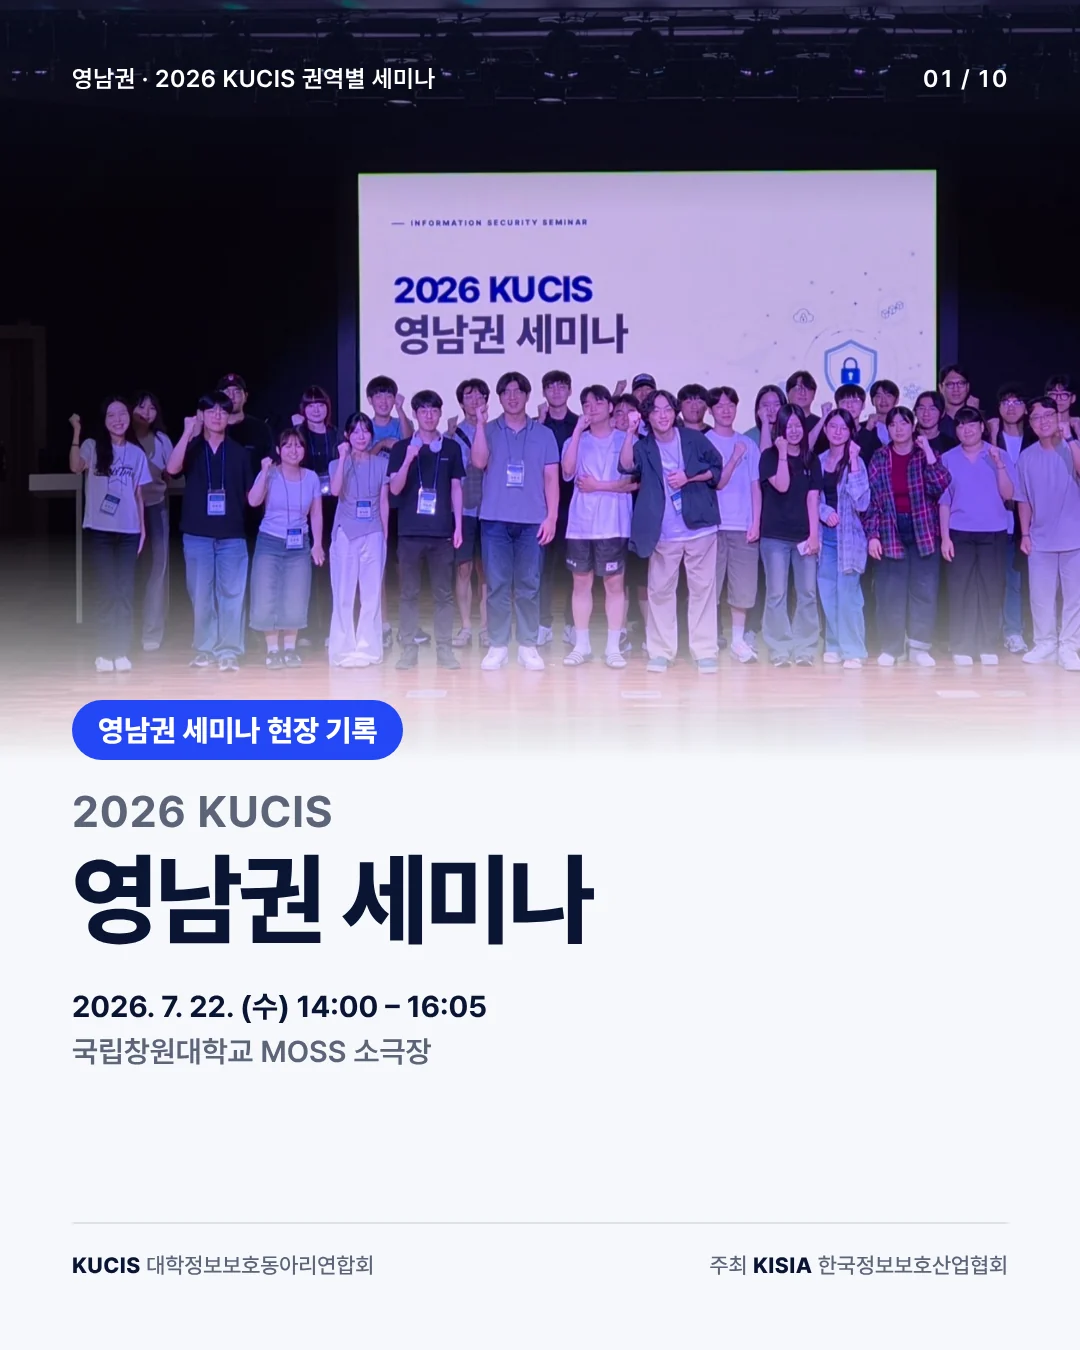 영남권 · 2026 KUCIS 권역별 세미나
01 / 10
INFORMATION SECURITY SEMINAR
2026 KUCIS
영남권 세미나
영남권 세미나 현장 기록
2026 KUCIS
영남권 세미나
2026. 7. 22. (수) 14:00 – 16:05
국립창원대학교 MOSS 소극장
KUCIS 대학정보보호동아리연합회
주최 KISIA 한국정보보호산업협회